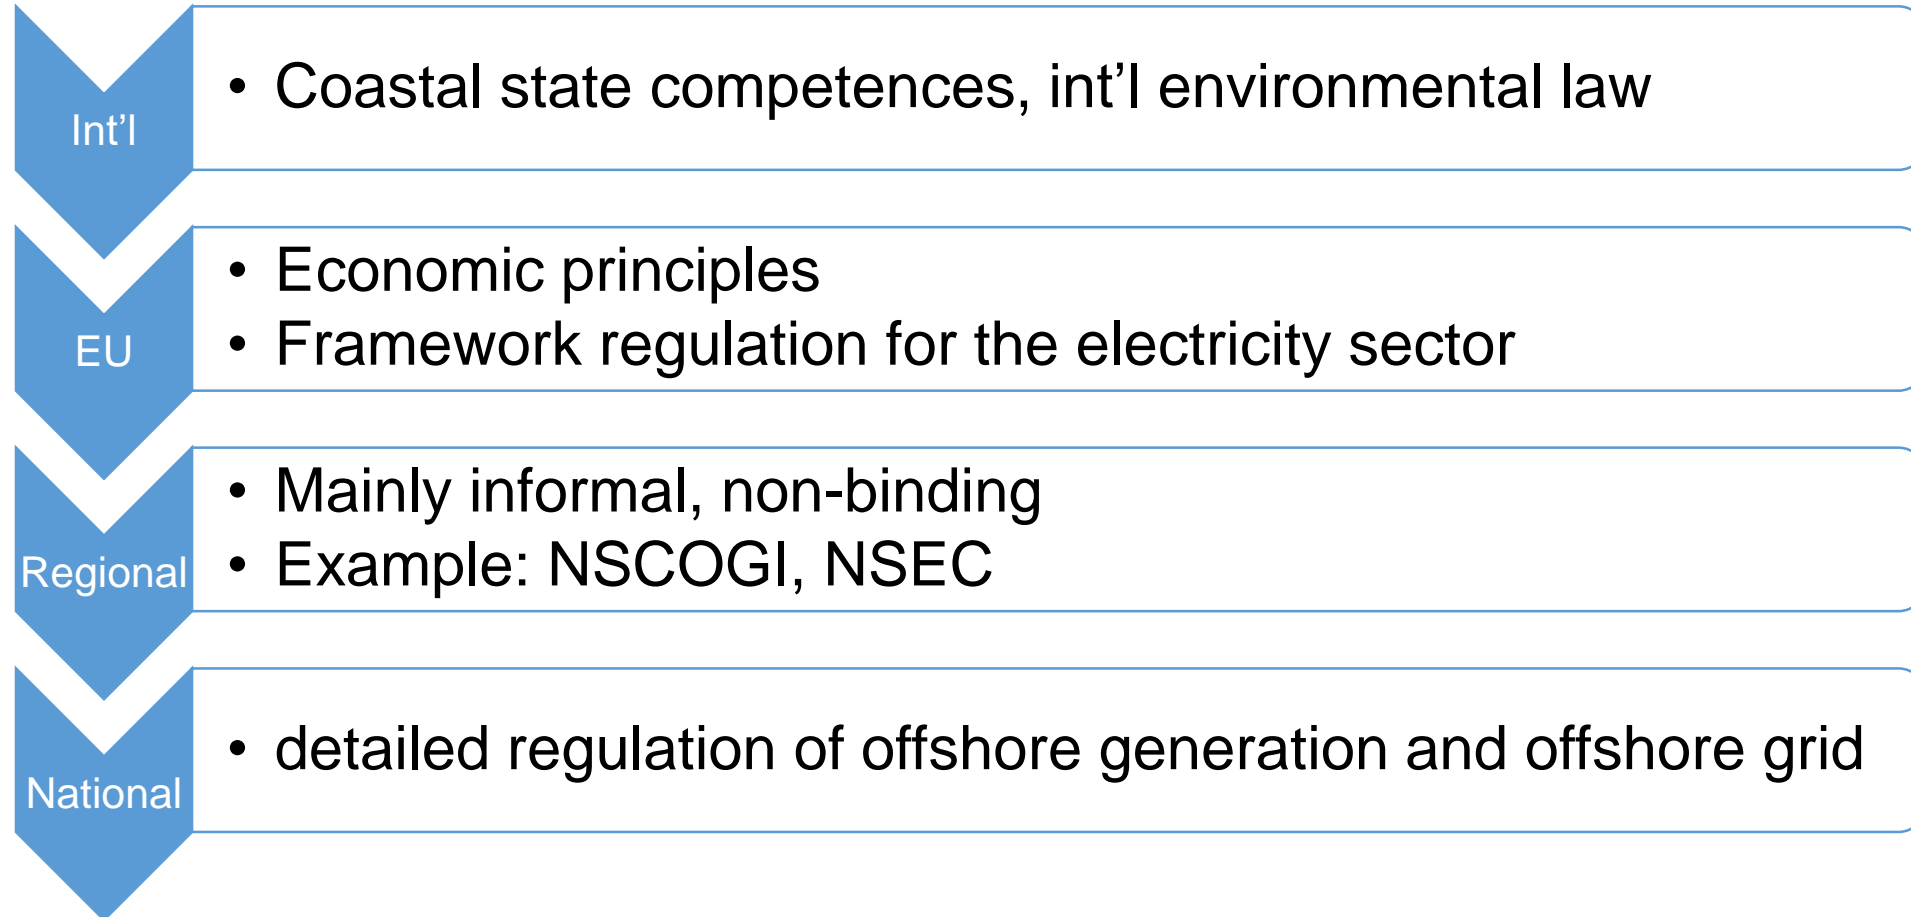 Int'l
• Coastal state competences, int’l environmental law
EU
• Economic principles
• Framework regulation for the electricity sector
Regional
• Mainly informal, non-binding
• Example: NSCOGI, NSEC
National
• detailed regulation of offshore generation and offshore grid